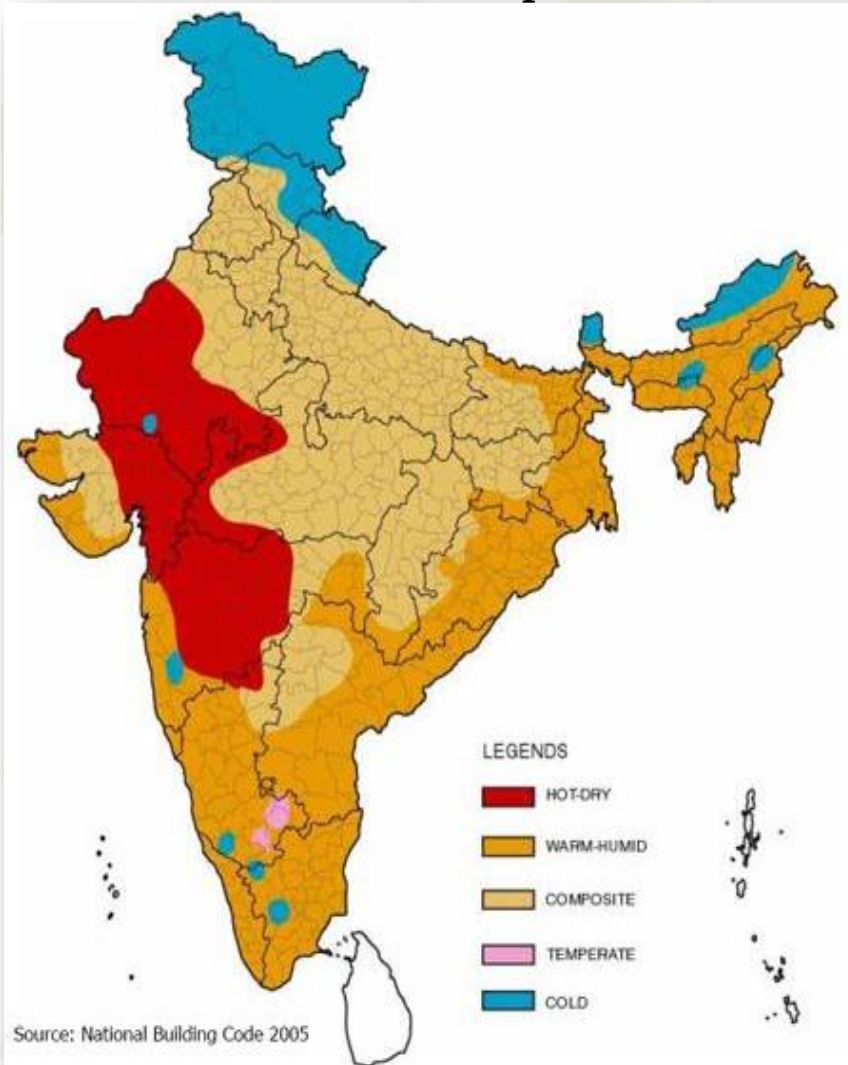 LEGENDS
HOT-DRY
WARM-HUMID
COMPOSITE
TEMPERATE
COLD
Source: National Building Code 2005